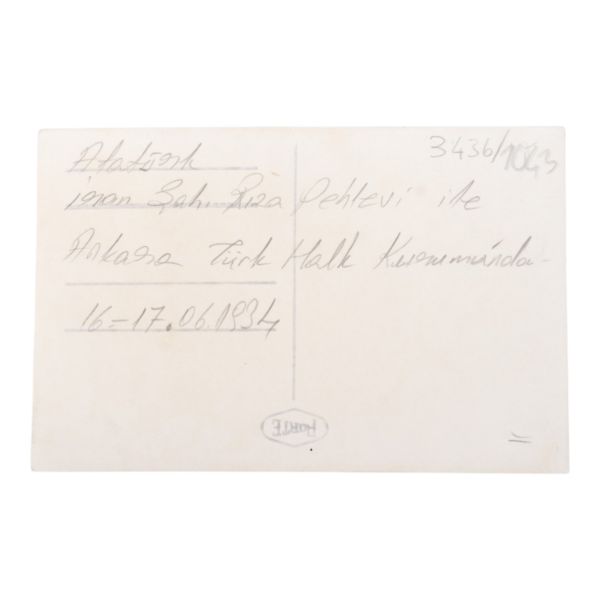 3436/1043
Atatürk
İran Şahı Rıza Pehlevi ile
Ankara Türk Halk Kurumunda -
16-17.06.1934